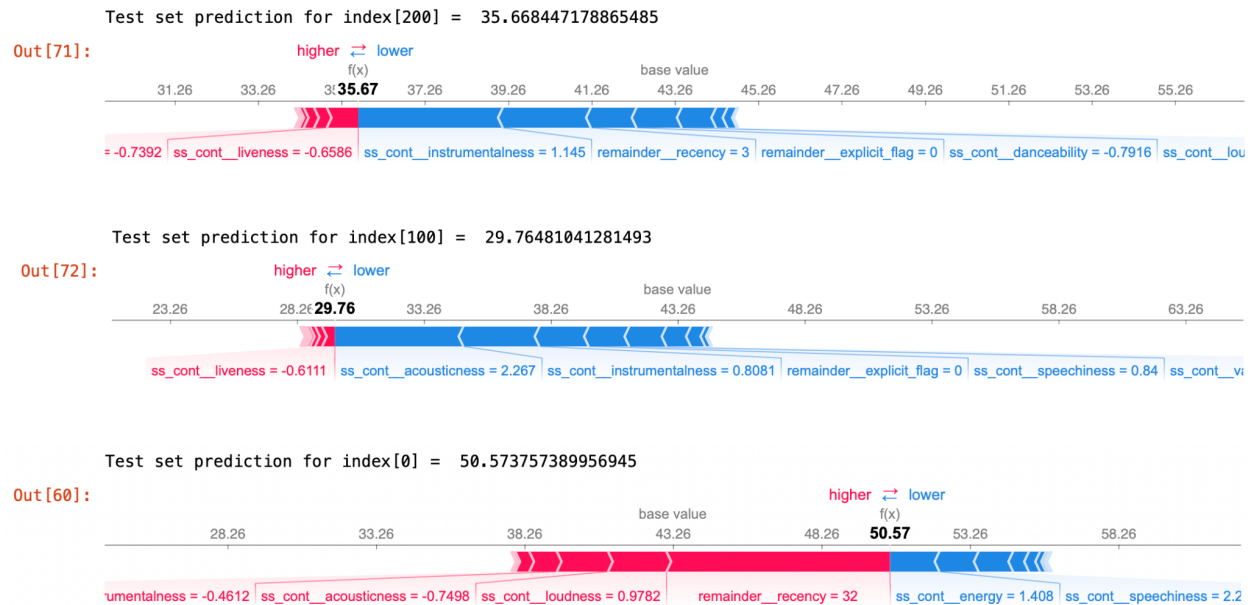 Test set prediction for index[200] =  35.668447178865485
Out[71]:
higher ⇄ lower
f(x) base value
31.26 33.26 35.67 37.26 39.26 41.26 43.26 45.26 47.26 49.26 51.26 53.26 55.26
= -0.7392 ss_cont__liveness = -0.6586 ss_cont__instrumentalness = 1.145 remainder__recency = 3 remainder__explicit_flag = 0 ss_cont__danceability = -0.7916 ss_cont__lou
Test set prediction for index[100] =  29.76481041281493
Out[72]:
higher ⇄ lower
f(x) base value
23.26 28.26 29.76 33.26 38.26 43.26 48.26 53.26 58.26 63.26
ss_cont__liveness = -0.6111 ss_cont__acousticness = 2.267 ss_cont__instrumentalness = 0.8081 remainder__explicit_flag = 0 ss_cont__speechiness = 0.84 ss_cont__va
Test set prediction for index[0] =  50.573757389956945
Out[60]:
higher ⇄ lower
base value f(x)
28.26 33.26 38.26 43.26 48.26 50.57 53.26 58.26
rumentalness = -0.4612 ss_cont__acousticness = -0.7498 ss_cont__loudness = 0.9782 remainder__recency = 32 ss_cont__energy = 1.408 ss_cont__speechiness = 2.2